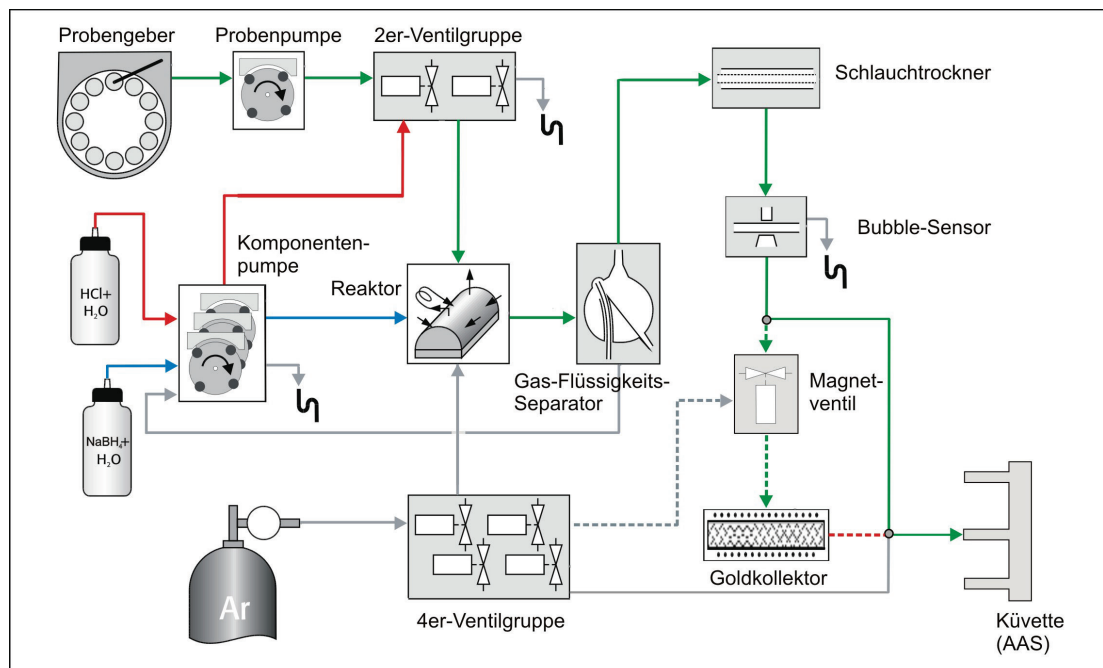 Probengeber
Probenpumpe
2er-Ventilgruppe
Schlauchtrockner
Bubble-Sensor
Komponenten-
pumpe
Reaktor
HCl+
H₂O
NaBH₄+
H₂O
Gas-Flüssigkeits-
Separator
Magnet-
ventil
Ar
4er-Ventilgruppe
Goldkollektor
Küvette
(AAS)